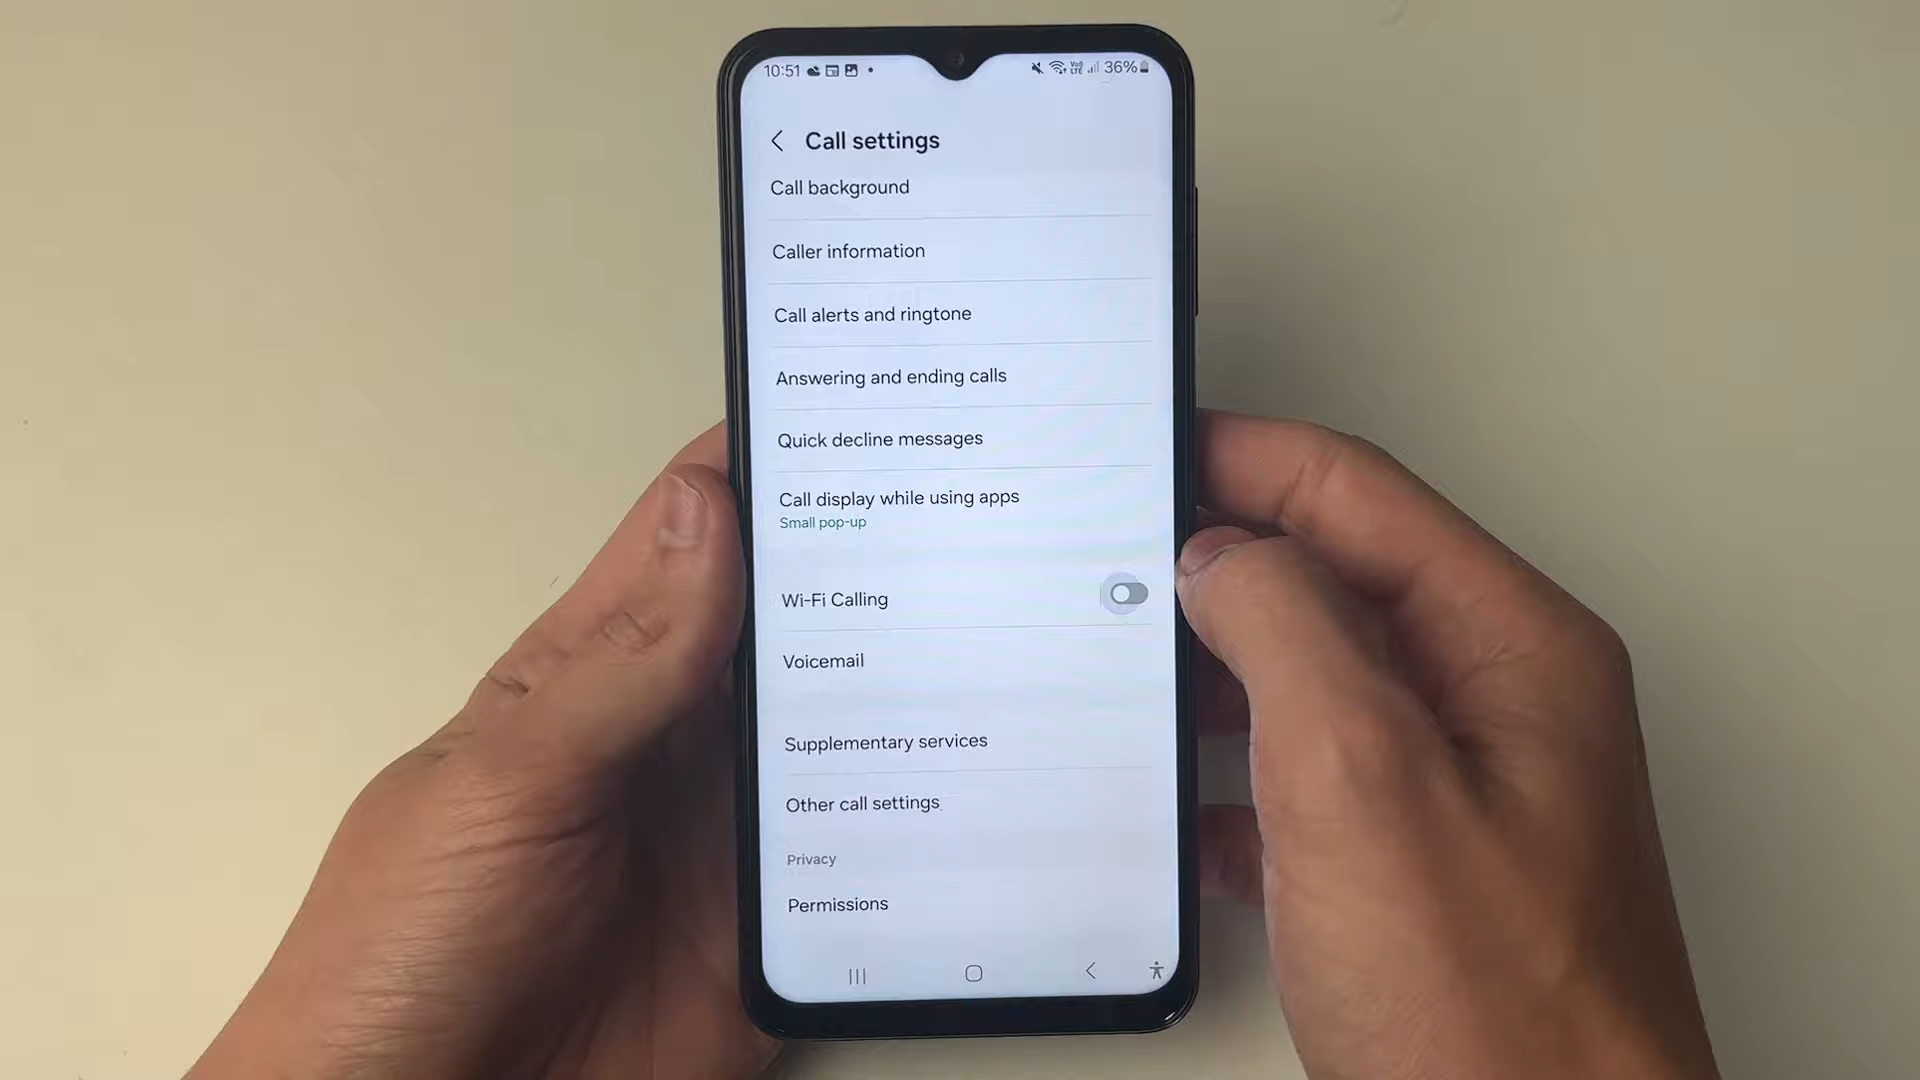 10:51 36%
Call settings
Call background
Caller information
Call alerts and ringtone
Answering and ending calls
Quick decline messages
Call display while using apps
Small pop-up
Wi-Fi Calling
Voicemail
Supplementary services
Other call settings
Privacy
Permissions